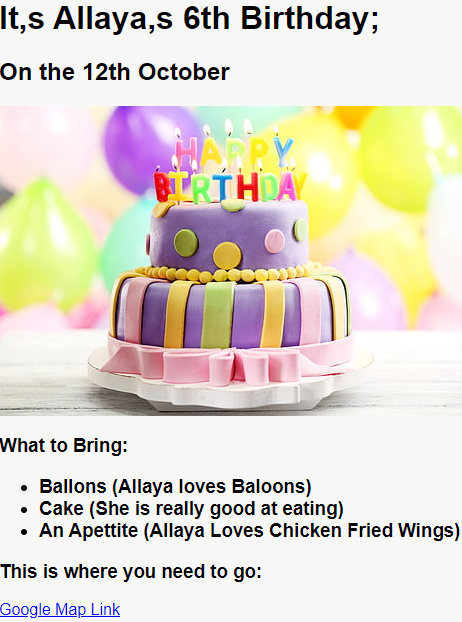 It,s Allaya,s 6th Birthday;
On the 12th October
HAPPY
BIRTHDAY
What to Bring:
• Ballons (Allaya loves Baloons)
• Cake (She is really good at eating)
• An Apettite (Allaya Loves Chicken Fried Wings)
This is where you need to go:
Google Map Link